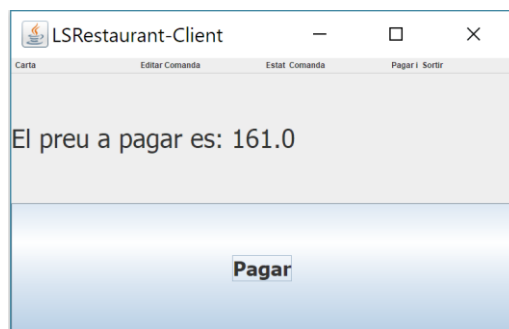 LSRestaurant-Client
Carta Editar Comanda Estat Comanda Pagar i Sortir
El preu a pagar es: 161.0
Pagar